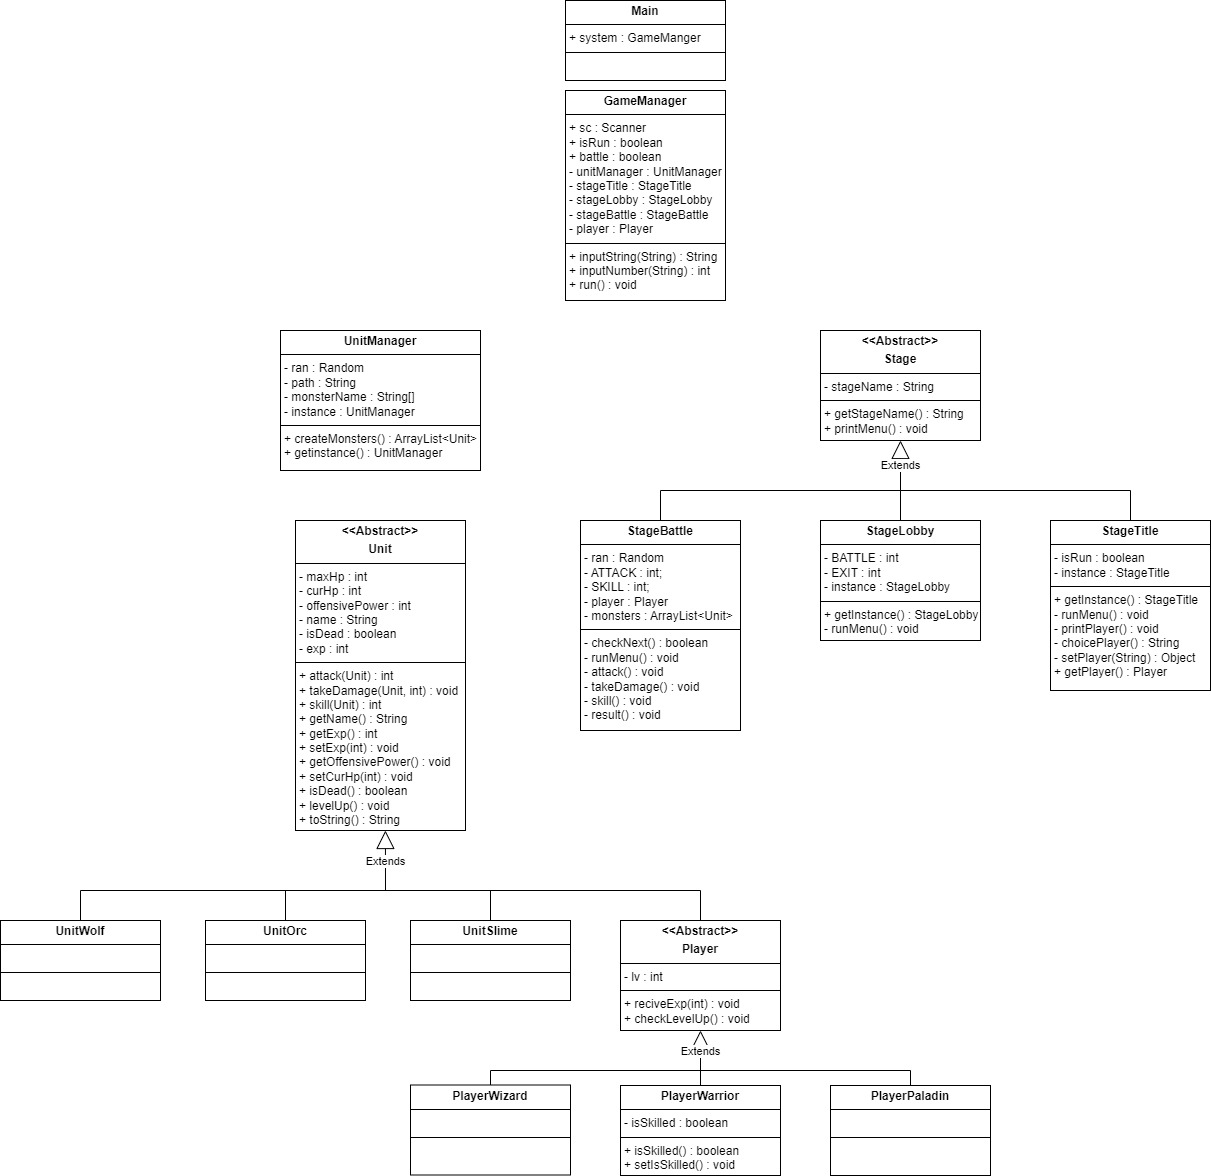 Main
+ system : GameManger
GameManager
+ sc : Scanner
+ isRun : boolean
+ battle : boolean
- unitManager : UnitManager
- stageTitle : StageTitle
- stageLobby : StageLobby
- stageBattle : StageBattle
- player : Player
+ inputString(String) : String
+ inputNumber(String) : int
+ run() : void
UnitManager
- ran : Random
- path : String
- monsterName : String[]
- instance : UnitManager
+ createMonsters() : ArrayList<Unit>
+ getinstance() : UnitManager
<<Abstract>>
Stage
- stageName : String
+ getStageName() : String
+ printMenu() : void
Extends
<<Abstract>>
Unit
- maxHp : int
- curHp : int
- offensivePower : int
- name : String
- isDead : boolean
- exp : int
+ attack(Unit) : int
+ takeDamage(Unit, int) : void
+ skill(Unit) : int
+ getName() : String
+ getExp() : int
+ setExp(int) : void
+ getOffensivePower() : void
+ setCurHp(int) : void
+ isDead() : boolean
+ levelUp() : void
+ toString() : String
Extends
StageBattle
- ran : Random
- ATTACK : int;
- SKILL : int;
- player : Player
- monsters : ArrayList<Unit>
- checkNext() : boolean
- runMenu() : void
- attack() : void
- takeDamage() : void
- skill() : void
- result() : void
StageLobby
- BATTLE : int
- EXIT : int
- instance : StageLobby
+ getInstance() : StageLobby
- runMenu() : void
StageTitle
- isRun : boolean
- instance : StageTitle
+ getInstance() : StageTitle
- runMenu() : void
- printPlayer() : void
- choicePlayer() : String
- setPlayer(String) : Object
+ getPlayer() : Player
UnitWolf
UnitOrc
UnitSlime
<<Abstract>>
Player
- lv : int
+ reciveExp(int) : void
+ checkLevelUp() : void
Extends
PlayerWizard
PlayerWarrior
- isSkilled : boolean
+ isSkilled() : boolean
+ setIsSkilled() : void
PlayerPaladin